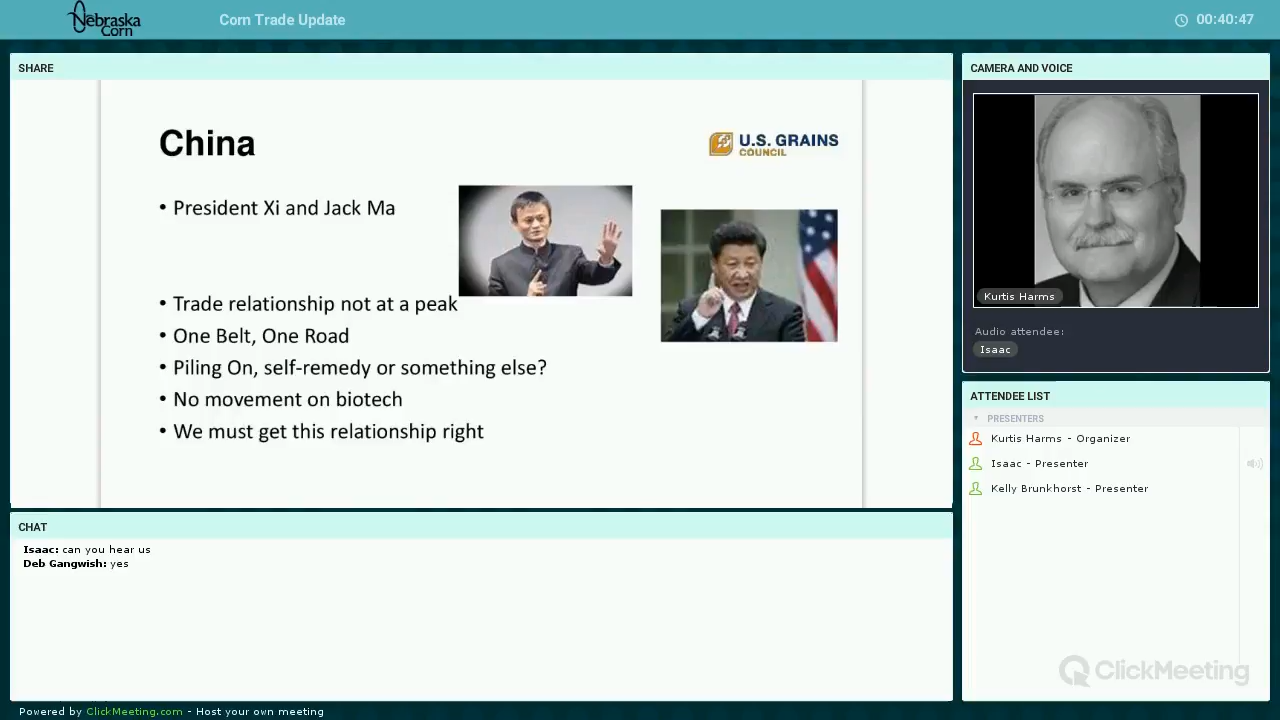 Nebraska
Corn
Corn Trade Update
00:40:47
SHARE
China
U.S. GRAINS
COUNCIL
• President Xi and Jack Ma
• Trade relationship not at a peak
• One Belt, One Road
• Piling On, self-remedy or something else?
• No movement on biotech
• We must get this relationship right
CHAT
Isaac: can you hear us
Deb Gangwish: yes
CAMERA AND VOICE
Kurtis Harms
Audio attendee:
Isaac
ATTENDEE LIST
PRESENTERS
Kurtis Harms - Organizer
Isaac - Presenter
Kelly Brunkhorst - Presenter
ClickMeeting
Powered by ClickMeeting.com - Host your own meeting